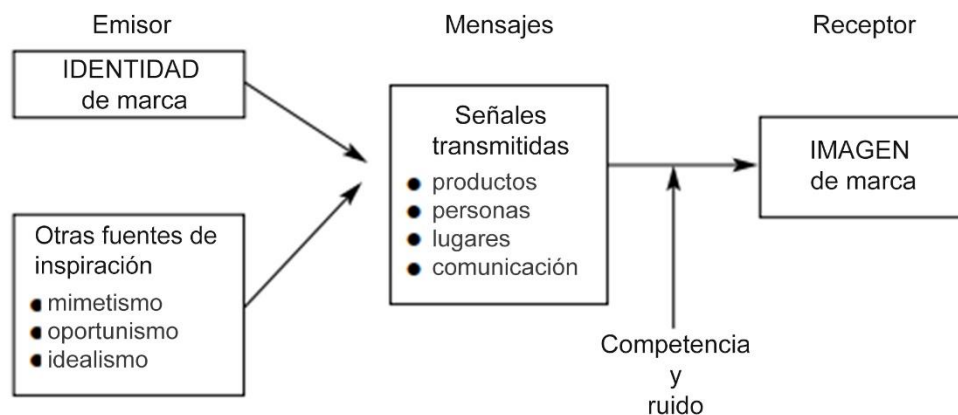 Emisor
Mensajes
Receptor
IDENTIDAD
de marca
Otras fuentes de
inspiración
● mimetismo
● oportunismo
● idealismo
Señales
transmitidas
● productos
● personas
● lugares
● comunicación
IMAGEN
de marca
Competencia
y
ruido